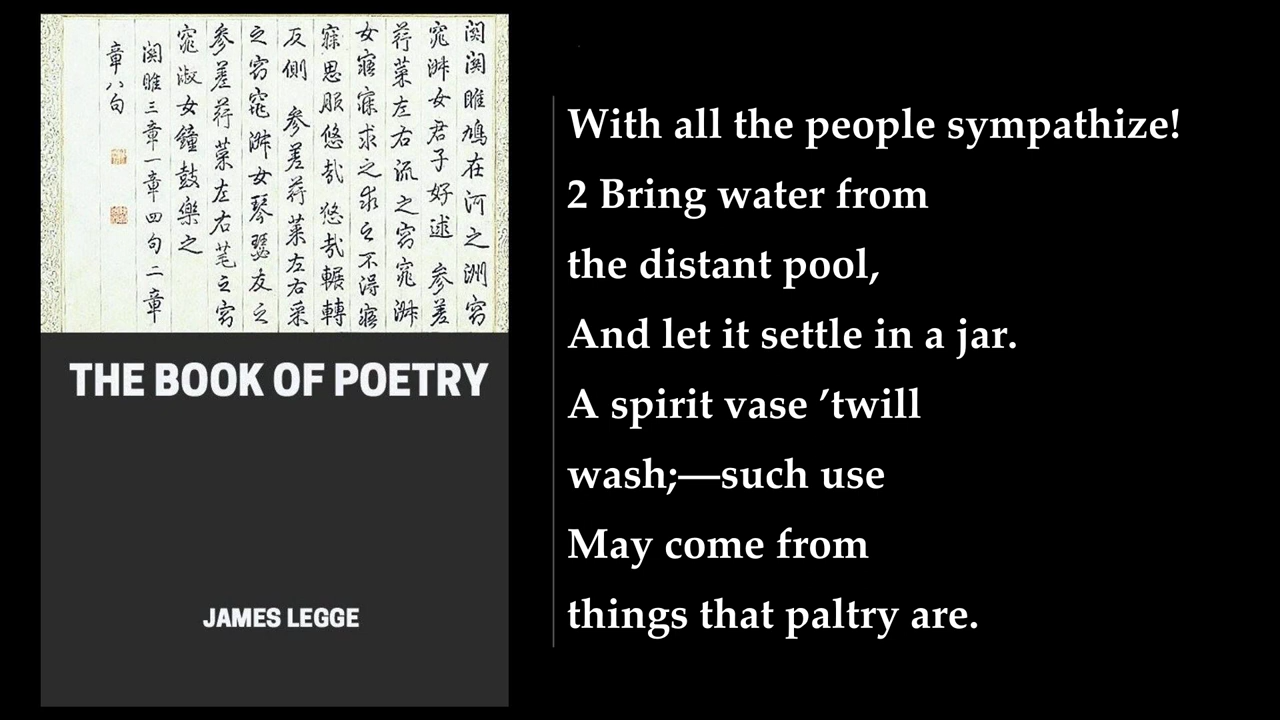 関関雎鳩在河之洲窈
窕淑女君子好逑 参差
荇菜左右流之窈窕淑
女寤寐求之求之不得寤
寐思服悠哉悠哉輾轉
反側 参差荇菜左右采
之窈窕淑女琴瑟友之
参差荇菜左右芼之窈
窕淑女鐘鼓樂之
関雎三章一章四句二章
章八句
THE BOOK OF POETRY
JAMES LEGGE
With all the people sympathize!
2 Bring water from
the distant pool,
And let it settle in a jar.
A spirit vase ’twill
wash;—such use
May come from
things that paltry are.